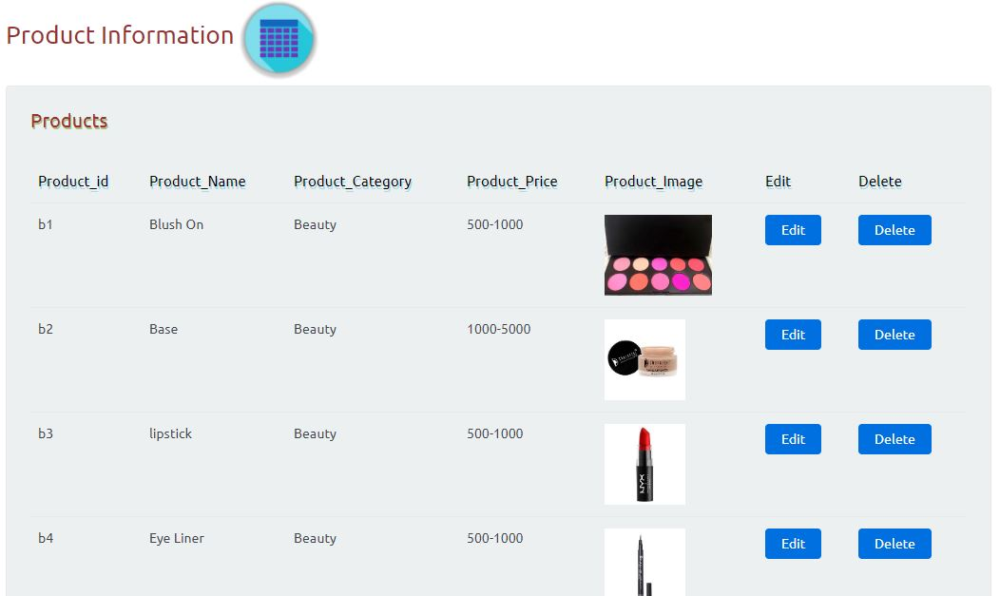 Product Information
Products
Product_id Product_Name Product_Category Product_Price Product_Image Edit Delete
b1 Blush On Beauty 500-1000 Edit Delete
b2 Base Beauty 1000-5000 Edit Delete
b3 lipstick Beauty 500-1000 Edit Delete
NYX
b4 Eye Liner Beauty 500-1000 Edit Delete